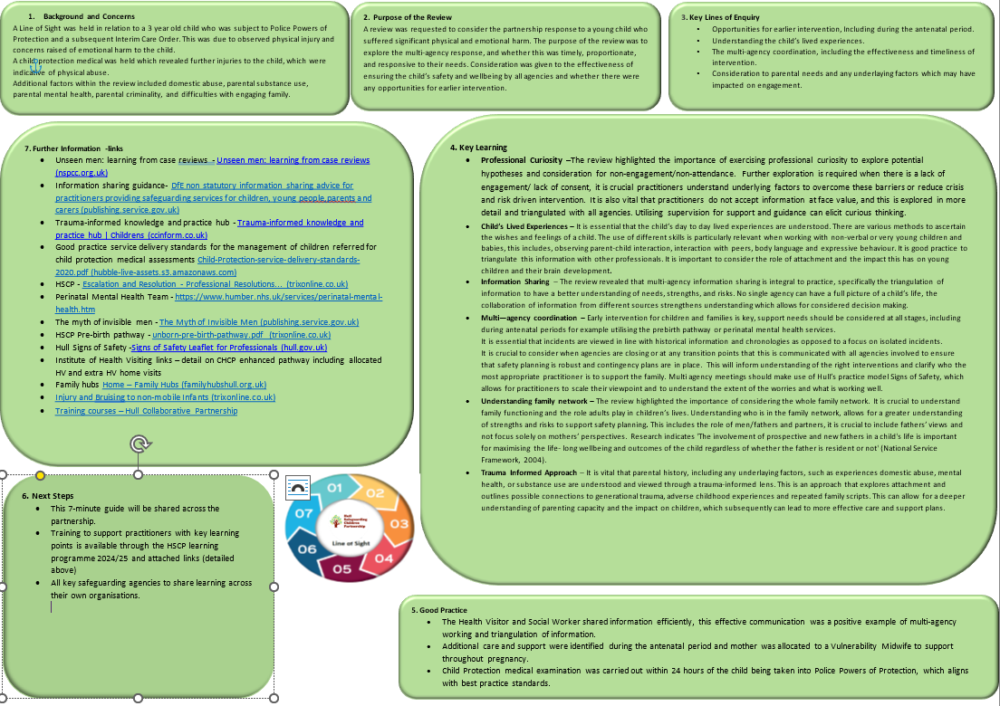 1. Background and Concerns
A Line of Sight was held in relation to a 3 year old child who was subject to Police Powers of
Protection and a subsequent Interim Care Order. This was due to observed physical injury and
concerns raised of emotional harm to the child.
A child protection medical was held which revealed further injuries to the child, which were
indicative of physical abuse.
Additional factors within the review included domestic abuse, parental substance use,
parental mental health, parental criminality, and difficulties with engaging family.
2. Purpose of the Review
A review was requested to consider the partnership response to a young child who
suffered significant physical and emotional harm. The purpose of the review was to
explore the multi-agency response, and whether this was timely, proportionate,
and responsive to their needs. Consideration was given to the effectiveness of
ensuring the child's safety and wellbeing by all agencies and whether there were
any opportunities for earlier intervention.
3. Key Lines of Enquiry
• Opportunities for earlier intervention, Including during the antenatal period.
• Understanding the child's lived experiences.
• The multi-agency coordination, including the effectiveness and timeliness of
intervention.
• Consideration to parental needs and any underlaying factors which may have
impacted on engagement.
7. Further Information -links
• Unseen men: learning from case reviews - Unseen men: learning from case reviews
(nspcc.org.uk)
• Information sharing guidance- DfE non statutory information sharing advice for
practitioners providing safeguarding services for children, young people,parents and
carers (publishing.service.gov.uk)
• Trauma-informed knowledge and practice hub - Trauma-informed knowledge and
practice hub | Childrens (ccinform.co.uk)
• Good practice service delivery standards for the management of children referred for
child protection medical assessments Child-Protection-service-delivery-standards-
2020.pdf (hubble-live-assets.s3.amazonaws.com)
• HSCP - Escalation and Resolution - Professional Resolutions... (trixonline.co.uk)
• Perinatal Mental Health Team - https://www.humber.nhs.uk/services/perinatal-mental-
health.htm
• The myth of invisible men - The Myth of Invisible Men (publishing.service.gov.uk)
• HSCP Pre-birth pathway - unborn-pre-birth-pathway.pdf (trixonline.co.uk)
• Hull Signs of Safety -Signs of Safety Leaflet for Professionals (hull.gov.uk)
• Institute of Health Visiting links – detail on CHCP enhanced pathway including allocated
HV and extra HV home visits
• Family hubs Home – Family Hubs (familyhubshull.org.uk)
• Injury and Bruising to non-mobile Infants (trixonline.co.uk)
• Training courses – Hull Collaborative Partnership
4. Key Learning
• Professional Curiosity –The review highlighted the importance of exercising professional curiosity to explore potential
hypotheses and consideration for non-engagement/non-attendance. Further exploration is required when there is a lack of
engagement/ lack of consent, it is crucial practitioners understand underlying factors to overcome these barriers or reduce crisis
and risk driven intervention. It is also vital that practitioners do not accept information at face value, and this is explored in more
detail and triangulated with all agencies. Utilising supervision for support and guidance can elicit curious thinking.
• Child's Lived Experiences – It is essential that the child's day to day lived experiences are understood. There are various methods to ascertain
the wishes and feelings of a child. The use of different skills is particularly relevant when working with non-verbal or very young children and
babies, this includes, observing parent-child interaction, interaction with peers, body language and expressive behaviour. It is good practice to
triangulate this information with other professionals. It is important to consider the role of attachment and the impact this has on young
children and their brain development.
• Information Sharing – The review revealed that multi-agency information sharing is integral to practice, specifically the triangulation of
information to have a better understanding of needs, strengths, and risks. No single agency can have a full picture of a child's life, the
collaboration of information from different sources strengthens understanding which allows for considered decision making.
• Multi—agency coordination – Early intervention for children and families is key, support needs should be considered at all stages, including
during antenatal periods for example utilising the prebirth pathway or perinatal mental health services.
It is essential that incidents are viewed in line with historical information and chronologies as opposed to a focus on isolated incidents.
It is crucial to consider when agencies are closing or at any transition points that this is communicated with all agencies involved to ensure
that safety planning is robust and contingency plans are in place. This will inform understanding of the right interventions and clarify who the
most appropriate practitioner is to support the family. Multi agency meetings should make use of Hull's practice model Signs of Safety, which
allows for practitioners to scale their viewpoint and to understand the extent of the worries and what is working well.
• Understanding family network – The review highlighted the importance of considering the whole family network. It is crucial to understand
family functioning and the role adults play in children's lives. Understanding who is in the family network, allows for a greater understanding
of strengths and risks to support safety planning. This includes the role of men/fathers and partners, it is crucial to include fathers' views and
not focus solely on mothers' perspectives. Research indicates 'The involvement of prospective and new fathers in a child's life is important
for maximising the life- long wellbeing and outcomes of the child regardless of whether the father is resident or not' (National Service
Framework, 2004).
• Trauma Informed Approach – It is vital that parental history, including any underlaying factors, such as experiences domestic abuse, mental
health, or substance use are understood and viewed through a trauma-informed lens. This is an approach that explores attachment and
outlines possible connections to generational trauma, adverse childhood experiences and repeated family scripts. This can allow for a deeper
understanding of parenting capacity and the impact on children, which subsequently can lead to more effective care and support plans.
6. Next Steps
• This 7-minute guide will be shared across the
partnership.
• Training to support practitioners with key learning
points is available through the HSCP learning
programme 2024/25 and attached links (detailed
above)
• All key safeguarding agencies to share learning across
their own organisations.
01
02
03
04
05
06
07
Hull
Safeguarding
Children
Partnership
Line of Sight
5. Good Practice
• The Health Visitor and Social Worker shared information efficiently, this effective communication was a positive example of multi-agency
working and triangulation of information.
• Additional care and support were identified during the antenatal period and mother was allocated to a Vulnerability Midwife to support
throughout pregnancy.
• Child Protection medical examination was carried out within 24 hours of the child being taken into Police Powers of Protection, which aligns
with best practice standards.